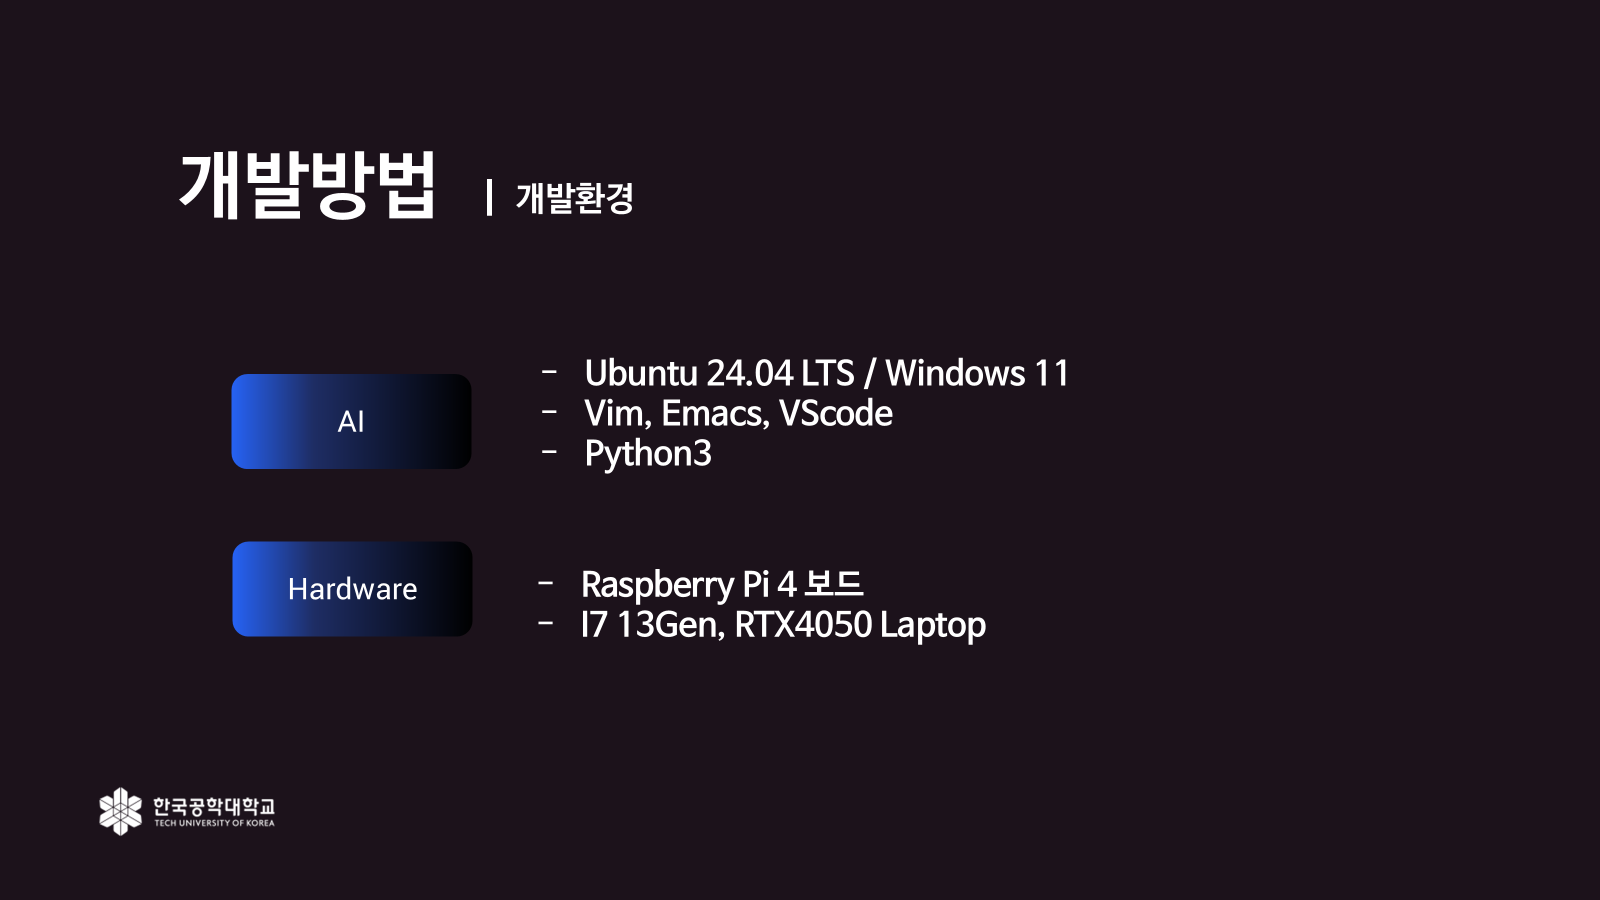 개발방법
| 개발환경
AI
- Ubuntu 24.04 LTS / Windows 11
- Vim, Emacs, VScode
- Python3
Hardware
- Raspberry Pi 4 보드
- I7 13Gen, RTX4050 Laptop
한국공학대학교
TECH UNIVERSITY OF KOREA